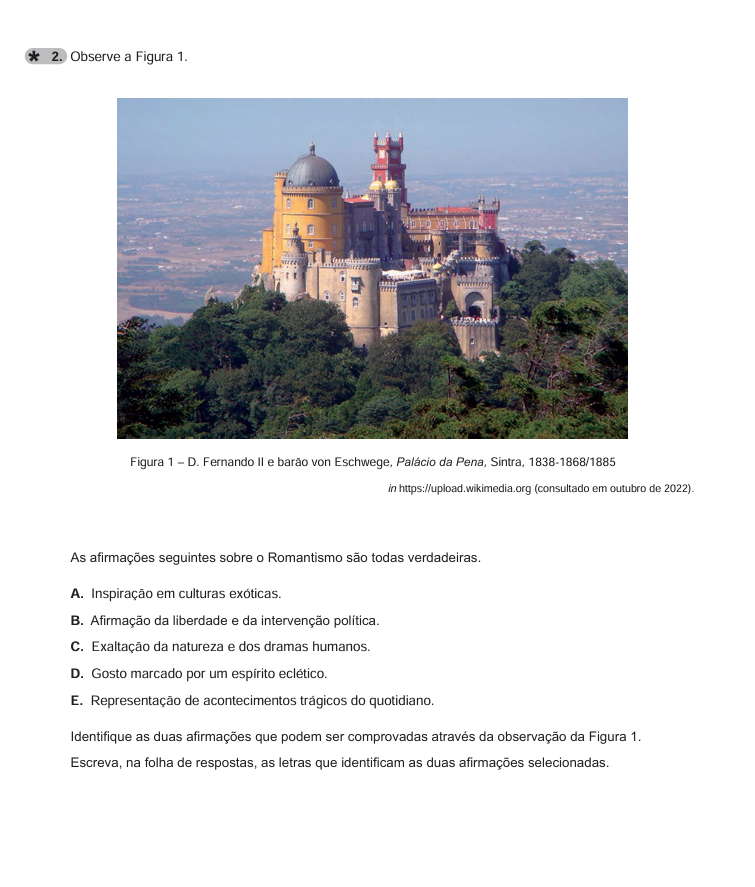 * 2. Observe a Figura 1.
Figura 1 – D. Fernando II e barão von Eschwege, Palácio da Pena, Sintra, 1838-1868/1885
in https://upload.wikimedia.org (consultado em outubro de 2022).
As afirmações seguintes sobre o Romantismo são todas verdadeiras.
A. Inspiração em culturas exóticas.
B. Afirmação da liberdade e da intervenção política.
C. Exaltação da natureza e dos dramas humanos.
D. Gosto marcado por um espírito eclético.
E. Representação de acontecimentos trágicos do quotidiano.
Identifique as duas afirmações que podem ser comprovadas através da observação da Figura 1.
Escreva, na folha de respostas, as letras que identificam as duas afirmações selecionadas.